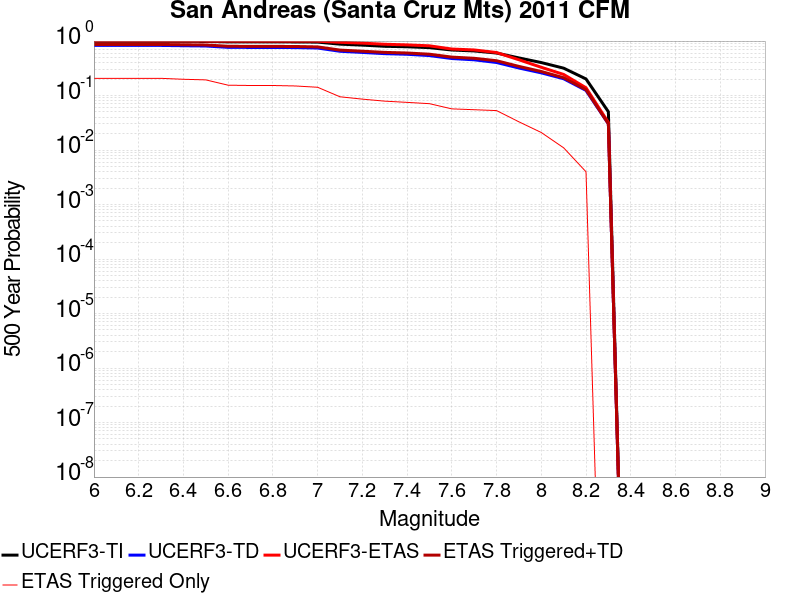 San Andreas (Santa Cruz Mts) 2011 CFM
500 Year Probability
10^0
10^-1
10^-2
10^-3
10^-4
10^-5
10^-6
10^-7
10^-8
6 6.2 6.4 6.6 6.8 7 7.2 7.4 7.6 7.8 8 8.2 8.4 8.6 8.8 9
Magnitude
UCERF3-TI UCERF3-TD UCERF3-ETAS ETAS Triggered+TD
ETAS Triggered Only